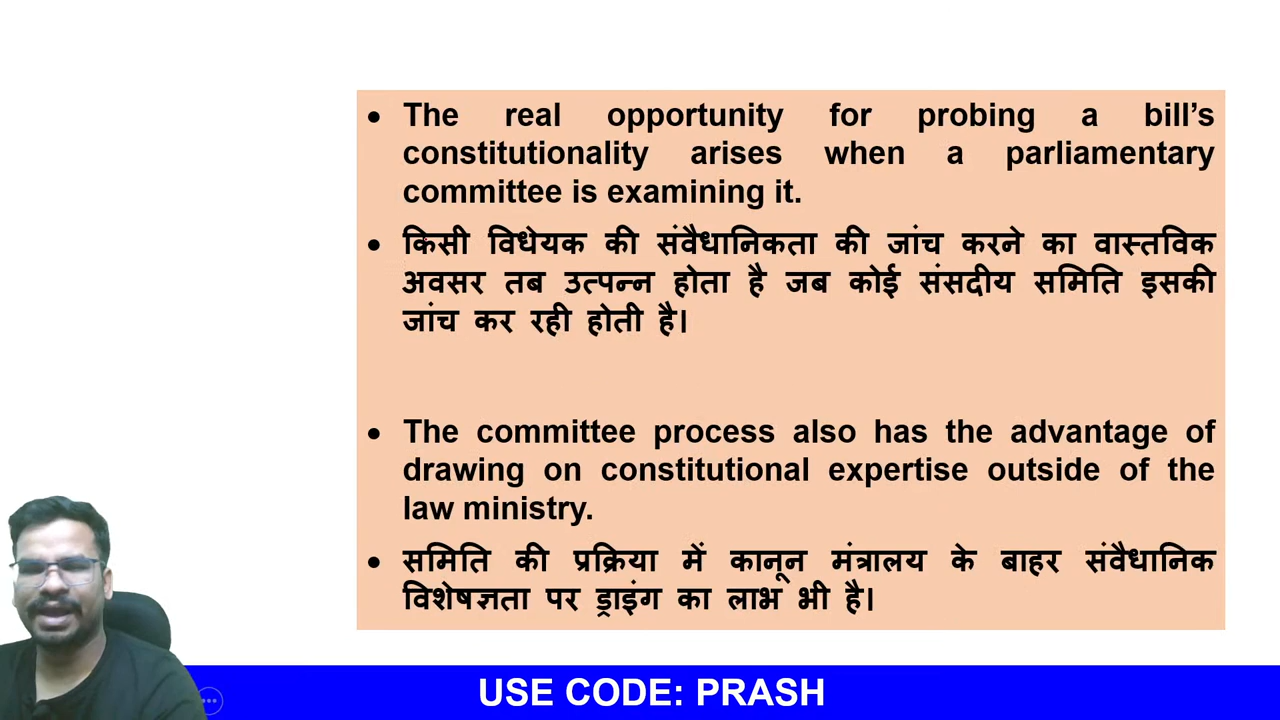 • The real opportunity for probing a bill’s
constitutionality arises when a parliamentary
committee is examining it.
• किसी विधेयक की संवैधानिकता की जांच करने का वास्तविक
अवसर तब उत्पन्न होता है जब कोई संसदीय समिति इसकी
जांच कर रही होती है।
• The committee process also has the advantage of
drawing on constitutional expertise outside of the
law ministry.
• समिति की प्रक्रिया में कानून मंत्रालय के बाहर संवैधानिक
विशेषज्ञता पर ड्राइंग का लाभ भी है।
USE CODE: PRASH